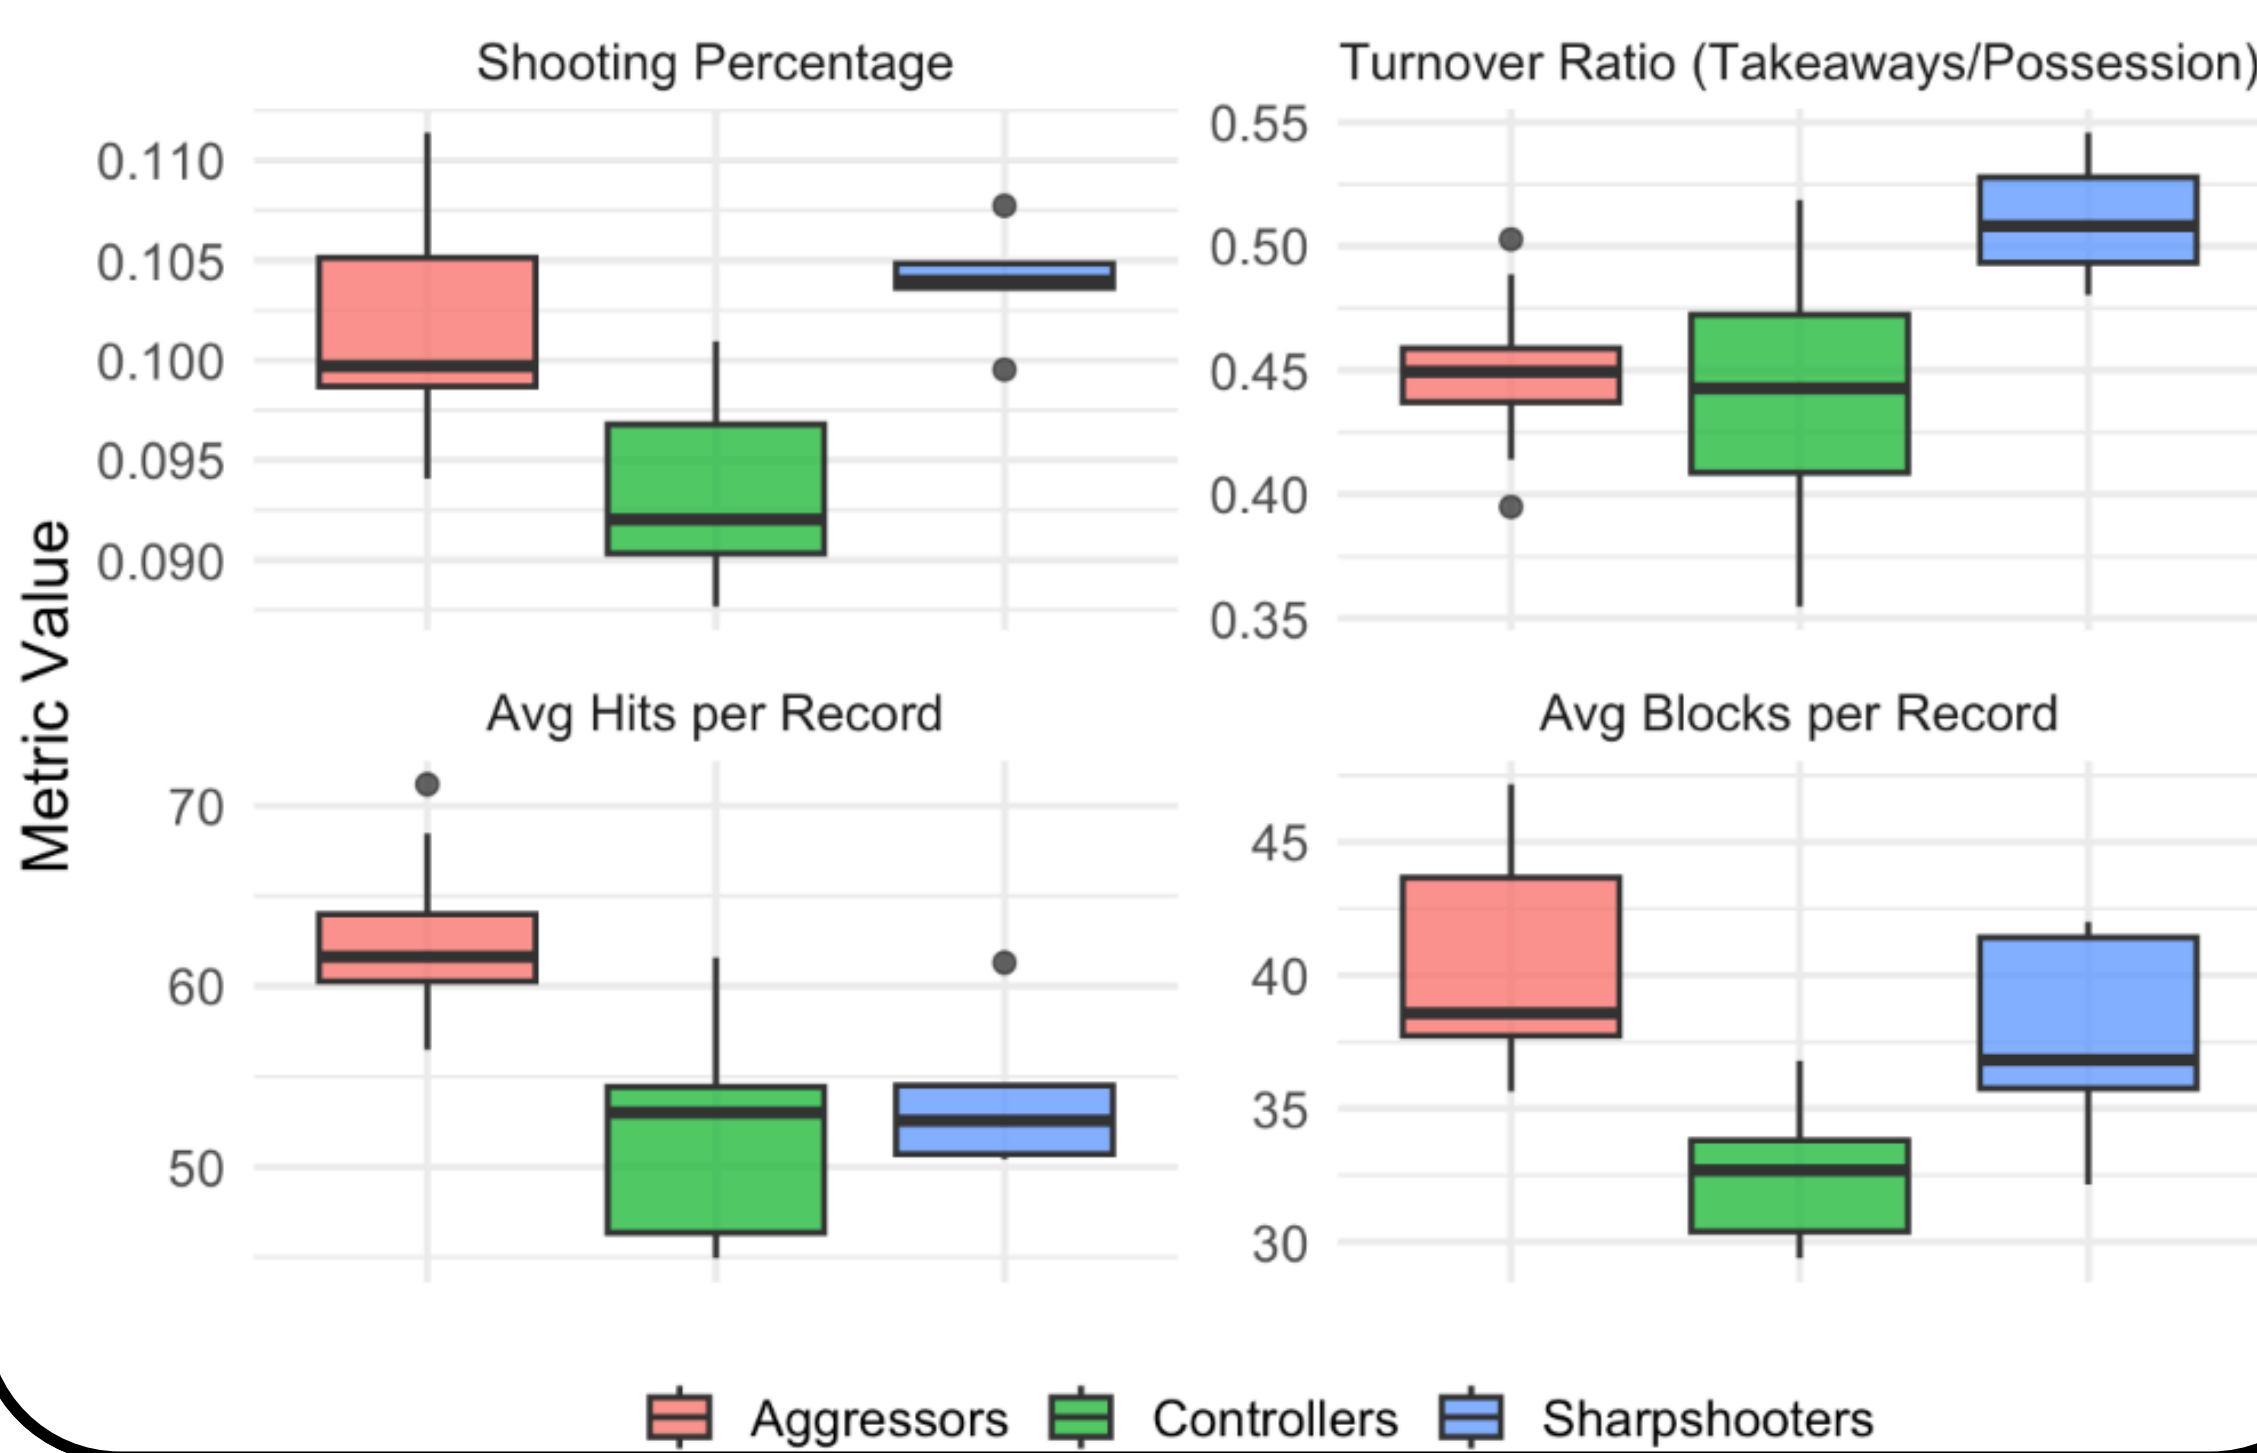 Shooting Percentage
Turnover Ratio (Takeaways/Possession)
0.110
0.105
0.100
0.095
0.090
0.55
0.50
0.45
0.40
0.35
Metric Value
Avg Hits per Record
Avg Blocks per Record
70
60
50
45
40
35
30
Aggressors Controllers Sharpshooters